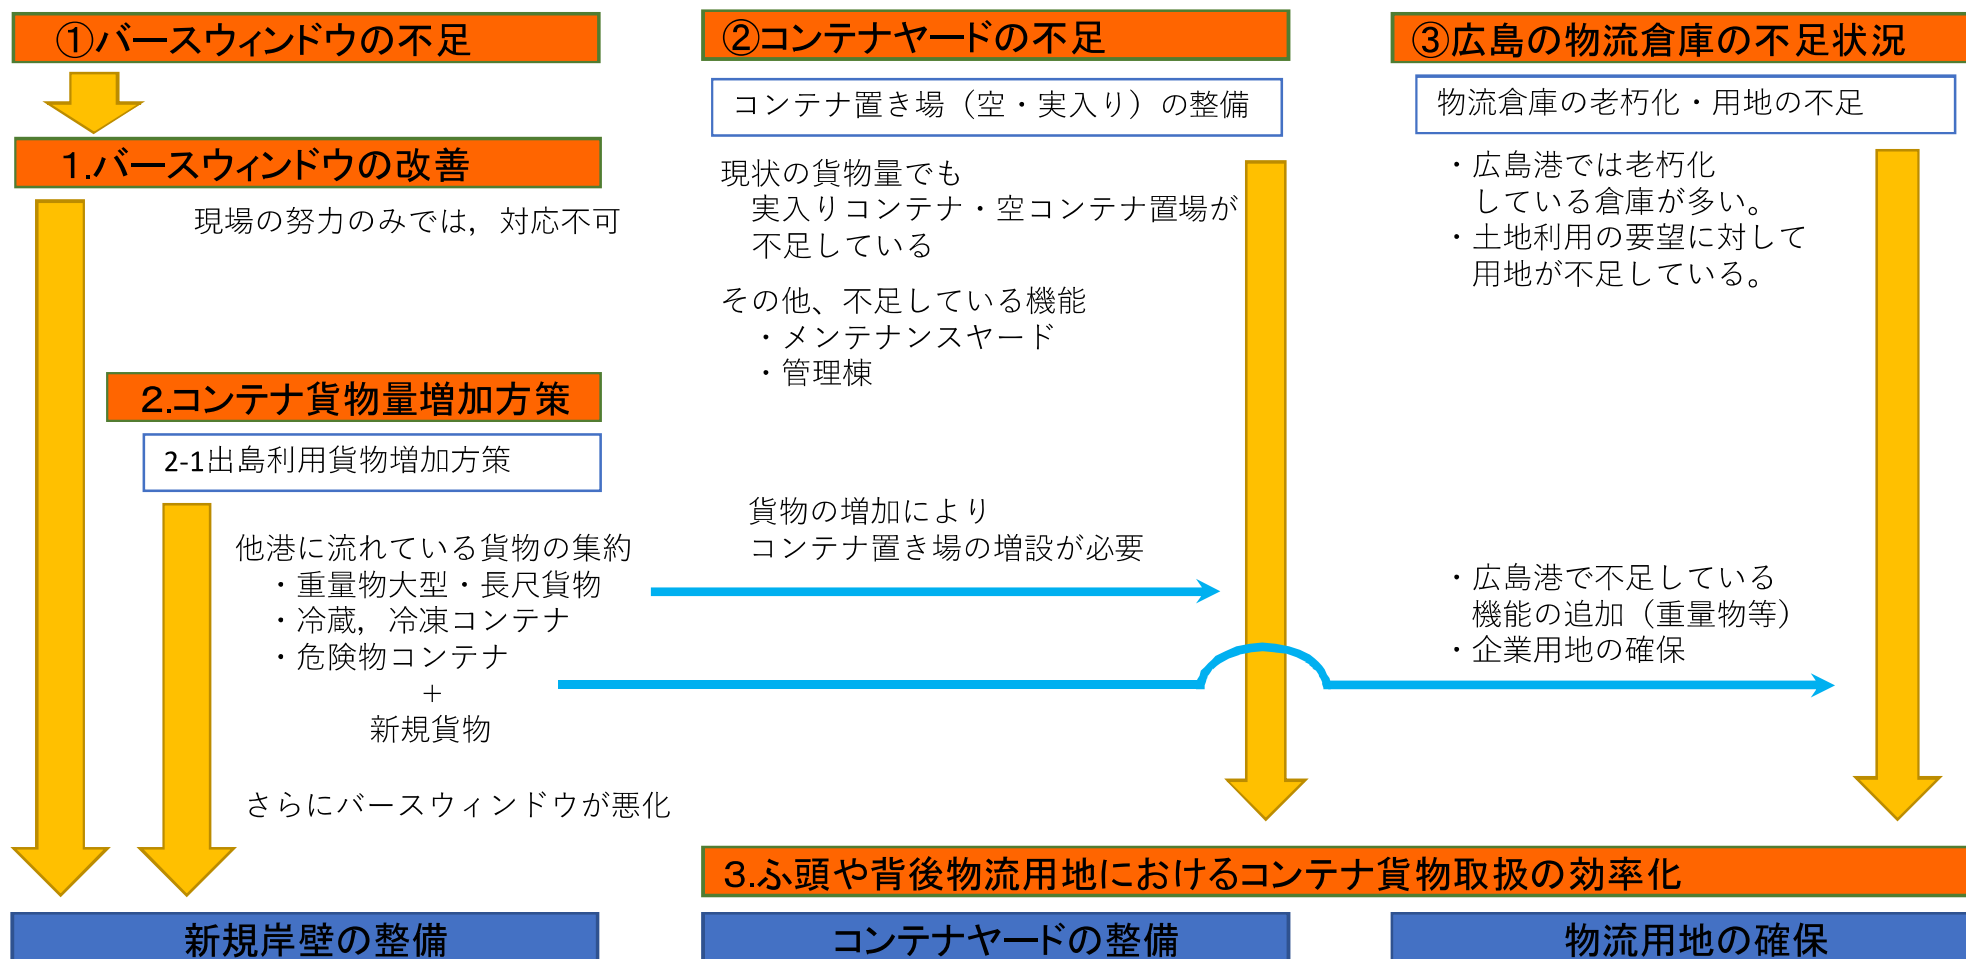 ①バースウィンドウの不足
1.バースウィンドウの改善
現場の努力のみでは，対応不可
2.コンテナ貨物量増加方策
2-1出島利用貨物増加方策
他港に流れている貨物の集約
・重量物大型・長尺貨物
・冷蔵，冷凍コンテナ
・危険物コンテナ
+
新規貨物
さらにバースウィンドウが悪化
新規岸壁の整備
②コンテナヤードの不足
コンテナ置き場（空・実入り）の整備
現状の貨物量でも
実入りコンテナ・空コンテナ置場が
不足している
その他、不足している機能
・メンテナンスヤード
・管理棟
貨物の増加により
コンテナ置き場の増設が必要
③広島の物流倉庫の不足状況
物流倉庫の老朽化・用地の不足
・広島港では老朽化
している倉庫が多い。
・土地利用の要望に対して
用地が不足している。
・広島港で不足している
機能の追加（重量物等）
・企業用地の確保
3.ふ頭や背後物流用地におけるコンテナ貨物取扱の効率化
コンテナヤードの整備
物流用地の確保